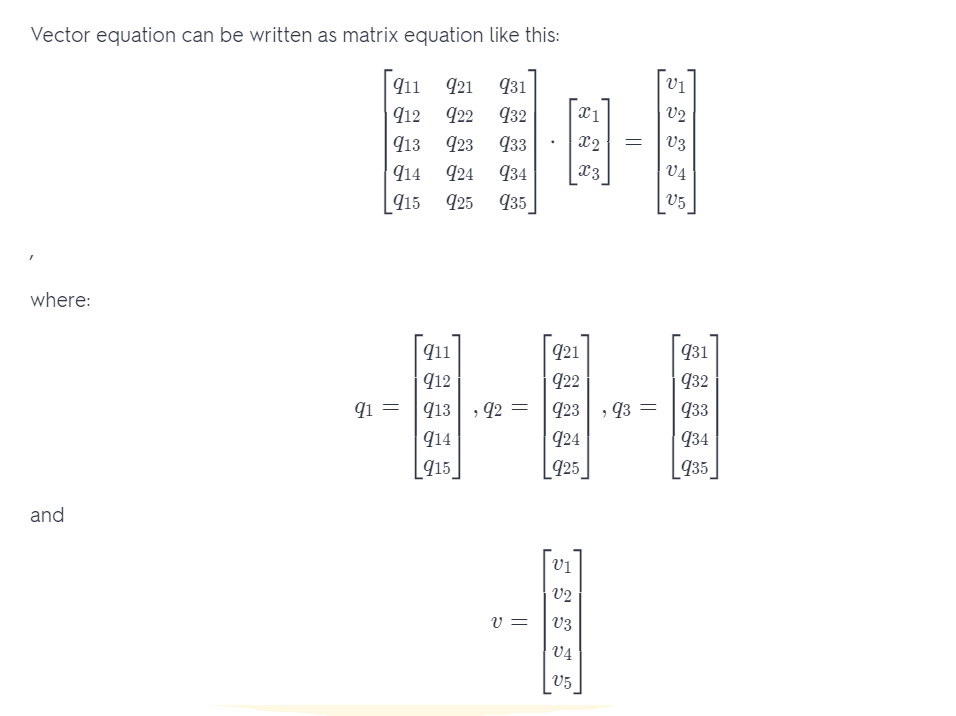 Vector equation can be written as matrix equation like this:
q11 q21 q31 v1
q12 q22 q32 x1 v2
q13 q23 q33 · x2 = v3
q14 q24 q34 x3 v4
q15 q25 q35 v5
,
where:
q11 q21 q31
q12 q22 q32
q1 = q13 , q2 = q23 , q3 = q33
q14 q24 q34
q15 q25 q35
and
v1
v2
v = v3
v4
v5